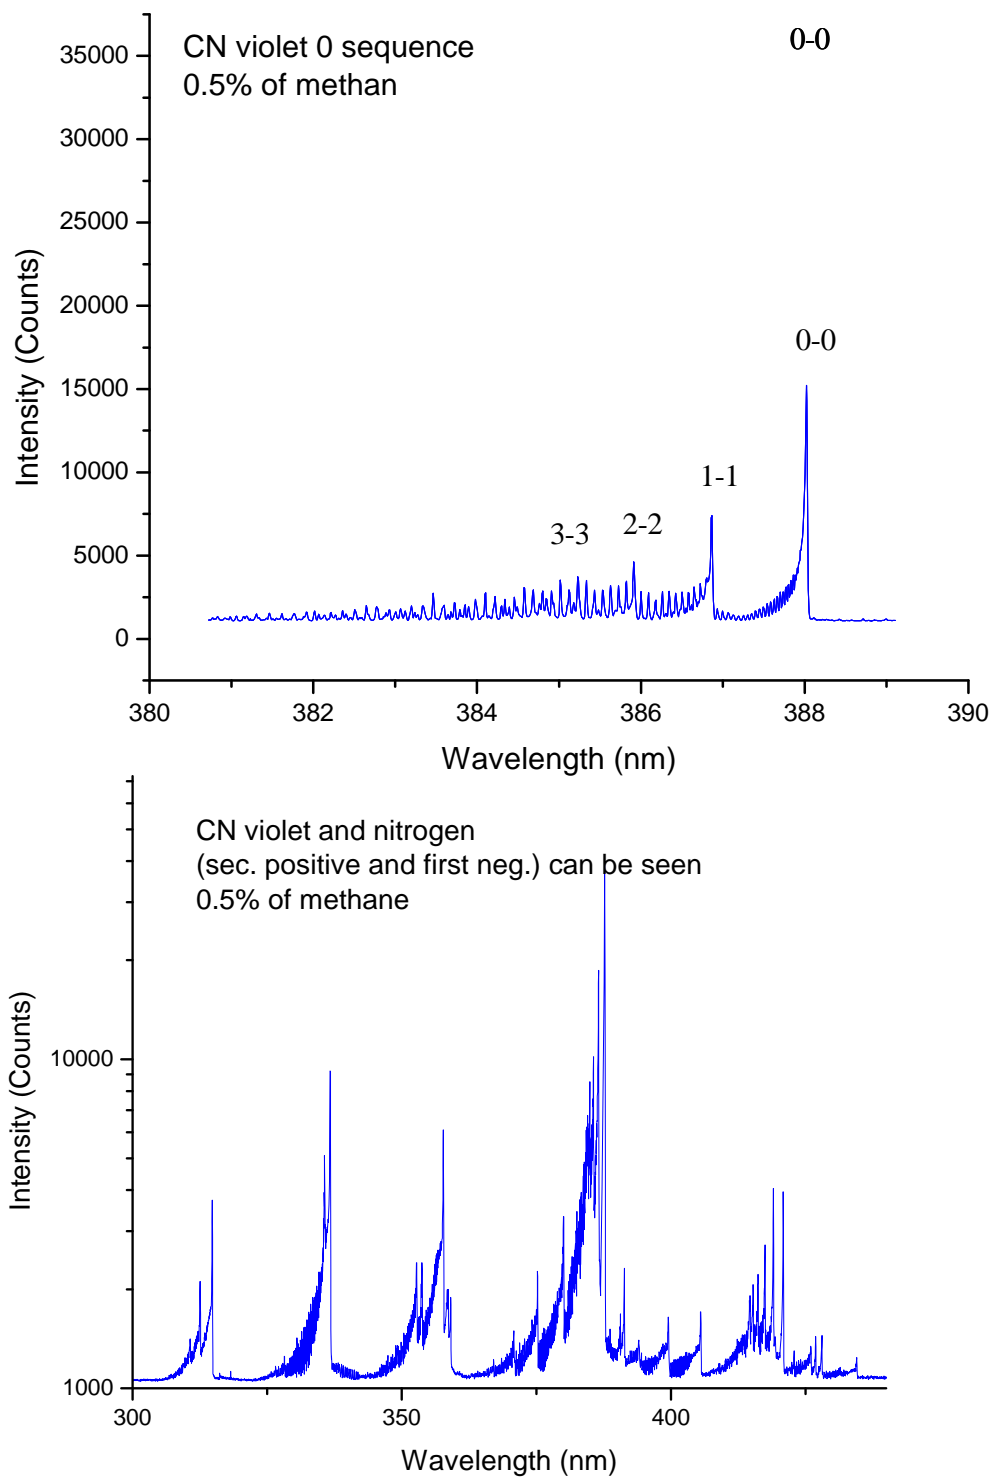 CN violet 0 sequence
0.5% of methan
0-0
0-0
1-1
2-2
3-3
35000
30000
25000
20000
15000
10000
5000
0
Intensity (Counts)
380
382
384
386
388
390
Wavelength (nm)
CN violet and nitrogen
(sec. positive and first neg.) can be seen
0.5% of methane
10000
1000
Intensity (Counts)
300
350
400
Wavelength (nm)